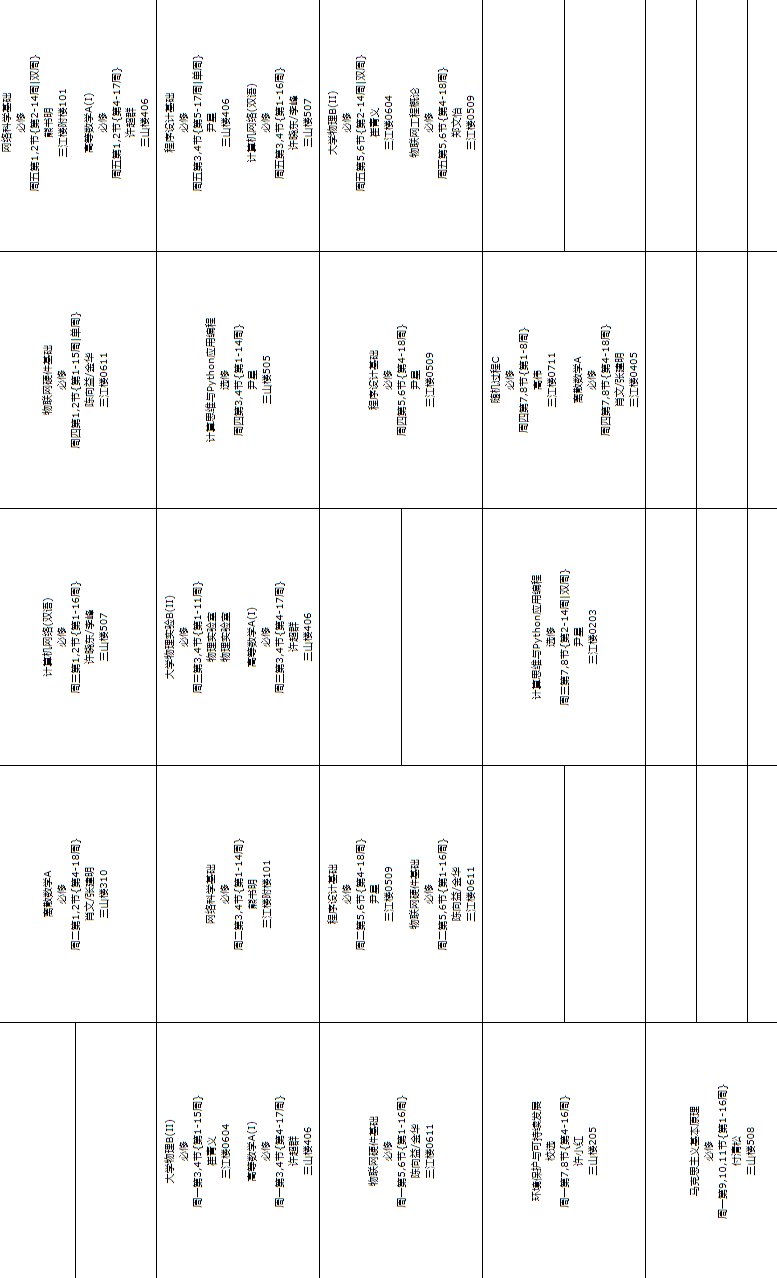 离散数学A
必修
周二第1,2节{第4-18周}
肖文/张建明
三山楼310
计算机网络(双语)
必修
周三第1,2节{第1-16周}
许晓东/李峰
三山楼507
物联网硬件基础
必修
周四第1,2节{第1-15周|单周}
陈向益/金华
三江楼0611
网络科学基础
必修
周五第1,2节{第2-14周|双周}
熊书明
三江楼附楼101
高等数学A(I)
必修
周五第1,2节{第4-17周}
许超群
三山楼406
大学物理B(II)
必修
周一第3,4节{第1-15周}
崔菁义
三江楼0604
高等数学A(I)
必修
周一第3,4节{第4-17周}
许超群
三山楼406
网络科学基础
必修
周二第3,4节{第1-14周}
熊书明
三江楼附楼101
大学物理实验B(II)
必修
周三第3,4节{第1-11周}
物理实验室
物理实验室
高等数学A(I)
必修
周三第3,4节{第4-17周}
许超群
三山楼406
计算思维与Python应用编程
选修
周四第3,4节{第1-14周}
尹星
三山楼505
程序设计基础
必修
周五第3,4节{第5-17周|单周}
尹星
三山楼406
计算机网络(双语)
必修
周五第3,4节{第1-16周}
许晓东/李峰
三山楼507
物联网硬件基础
必修
周一第5,6节{第1-16周}
陈向益/金华
三江楼0611
程序设计基础
必修
周二第5,6节{第4-18周}
尹星
三江楼0509
物联网硬件基础
必修
周二第5,6节{第1-16周}
陈向益/金华
三江楼0611
程序设计基础
必修
周四第5,6节{第4-18周}
尹星
三江楼0509
大学物理B(II)
必修
周五第5,6节{第2-14周|双周}
崔菁义
三江楼0604
物联网工程概论
必修
周五第5,6节{第4-18周}
郑文怡
三江楼0509
环境保护与可持续发展
校选
周一第7,8节{第4-16周}
许小红
三山楼205
计算思维与Python应用编程
选修
周三第7,8节{第2-14周|双周}
尹星
三江楼0203
随机过程C
必修
周四第7,8节{第1-8周}
高伟
三江楼0711
离散数学A
必修
周四第7,8节{第4-18周}
肖文/张建明
三江楼0405
马克思主义基本原理
必修
周一第9,10,11节{第1-16周}
付清松
三山楼508